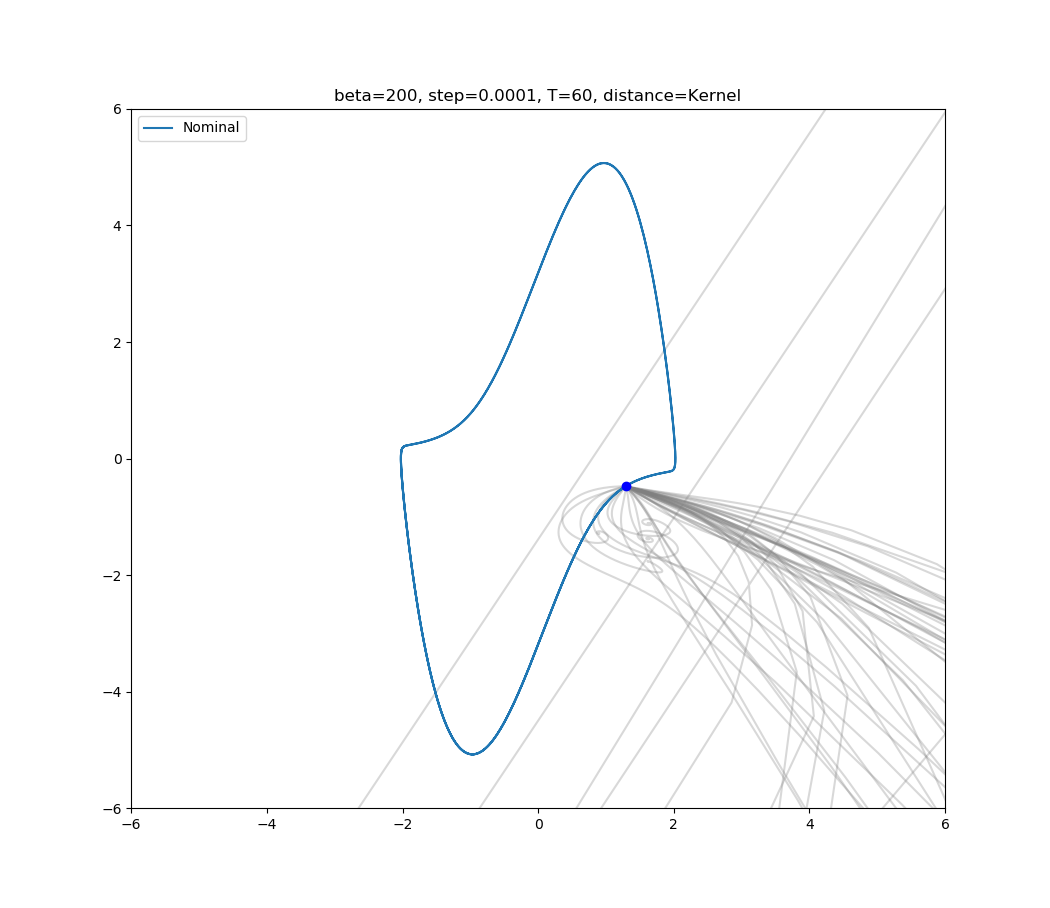 beta=200, step=0.0001, T=60, distance=Kernel
Nominal
6
4
2
0
−2
−4
−6
−6 −4 −2 0 2 4 6